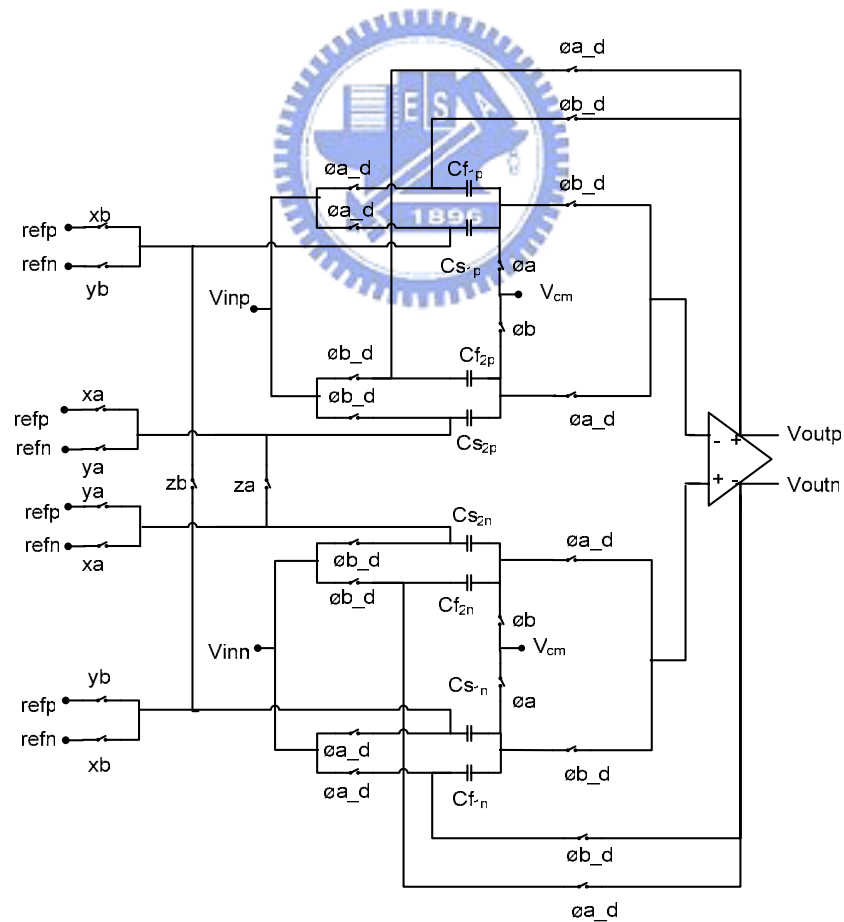 øa_d
øb_d
E S A
Cf1p
øa_d
øb_d
øa_d
1896
xb
refp
Cs1p
øa
refn
yb
Vinp
Vcm
øb
øb_d
Cf2p
øb_d
xa
refp
øa_d
Cs2p
refn
ya
- +
Voutp
ya
zb
za
+ -
Voutn
refp
Cs2n
refn
øa_d
xa
øb_d
øb_d
Cf2n
øb
Vinn
Vcm
yb
Cs1n
refp
øa
refn
øa_d
xb
øb_d
øa_d
Cf1n
øb_d
øa_d